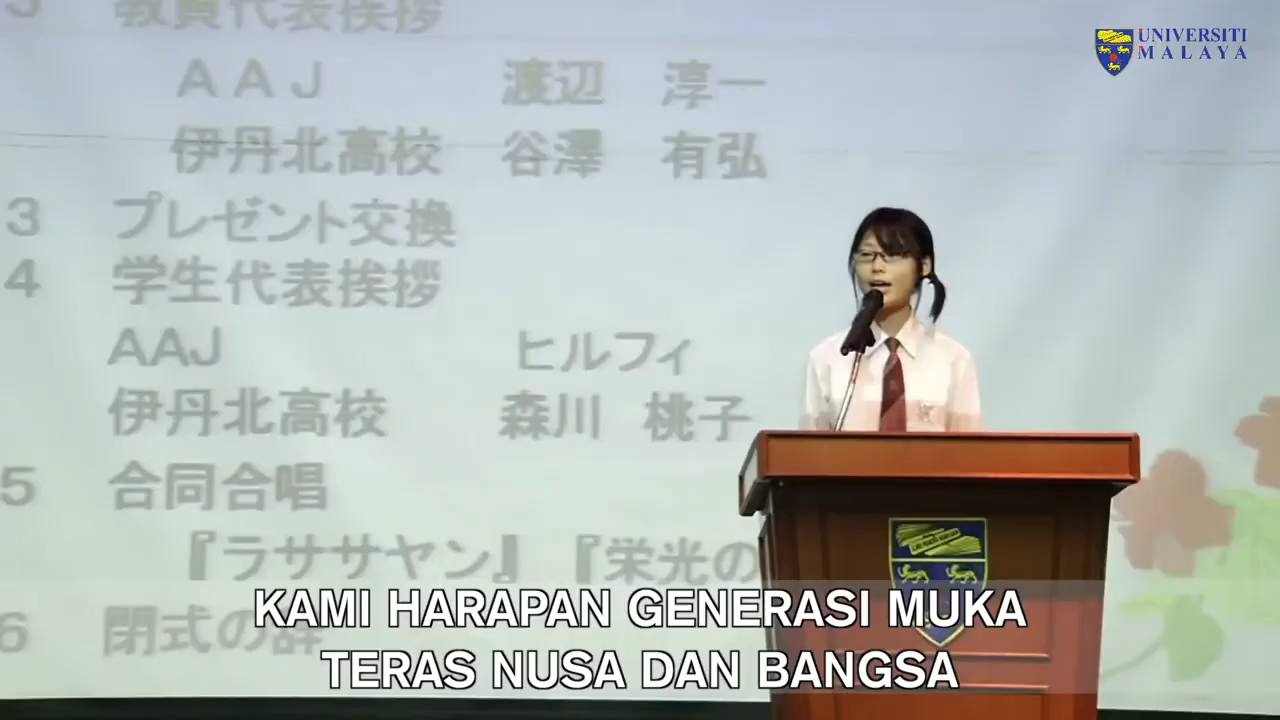 UNIVERSITI
MALAYA
教員代表挨拶
AAJ 渡辺 淳一
伊丹北高校 谷澤 有弘
3 プレゼント交換
4 学生代表挨拶
AAJ ヒルフィ
伊丹北高校 森川 桃子
5 合同合唱
『ラササヤン』『栄光の
6 閉式の辞
KAMI HARAPAN GENERASI MUKA
TERAS NUSA DAN BANGSA